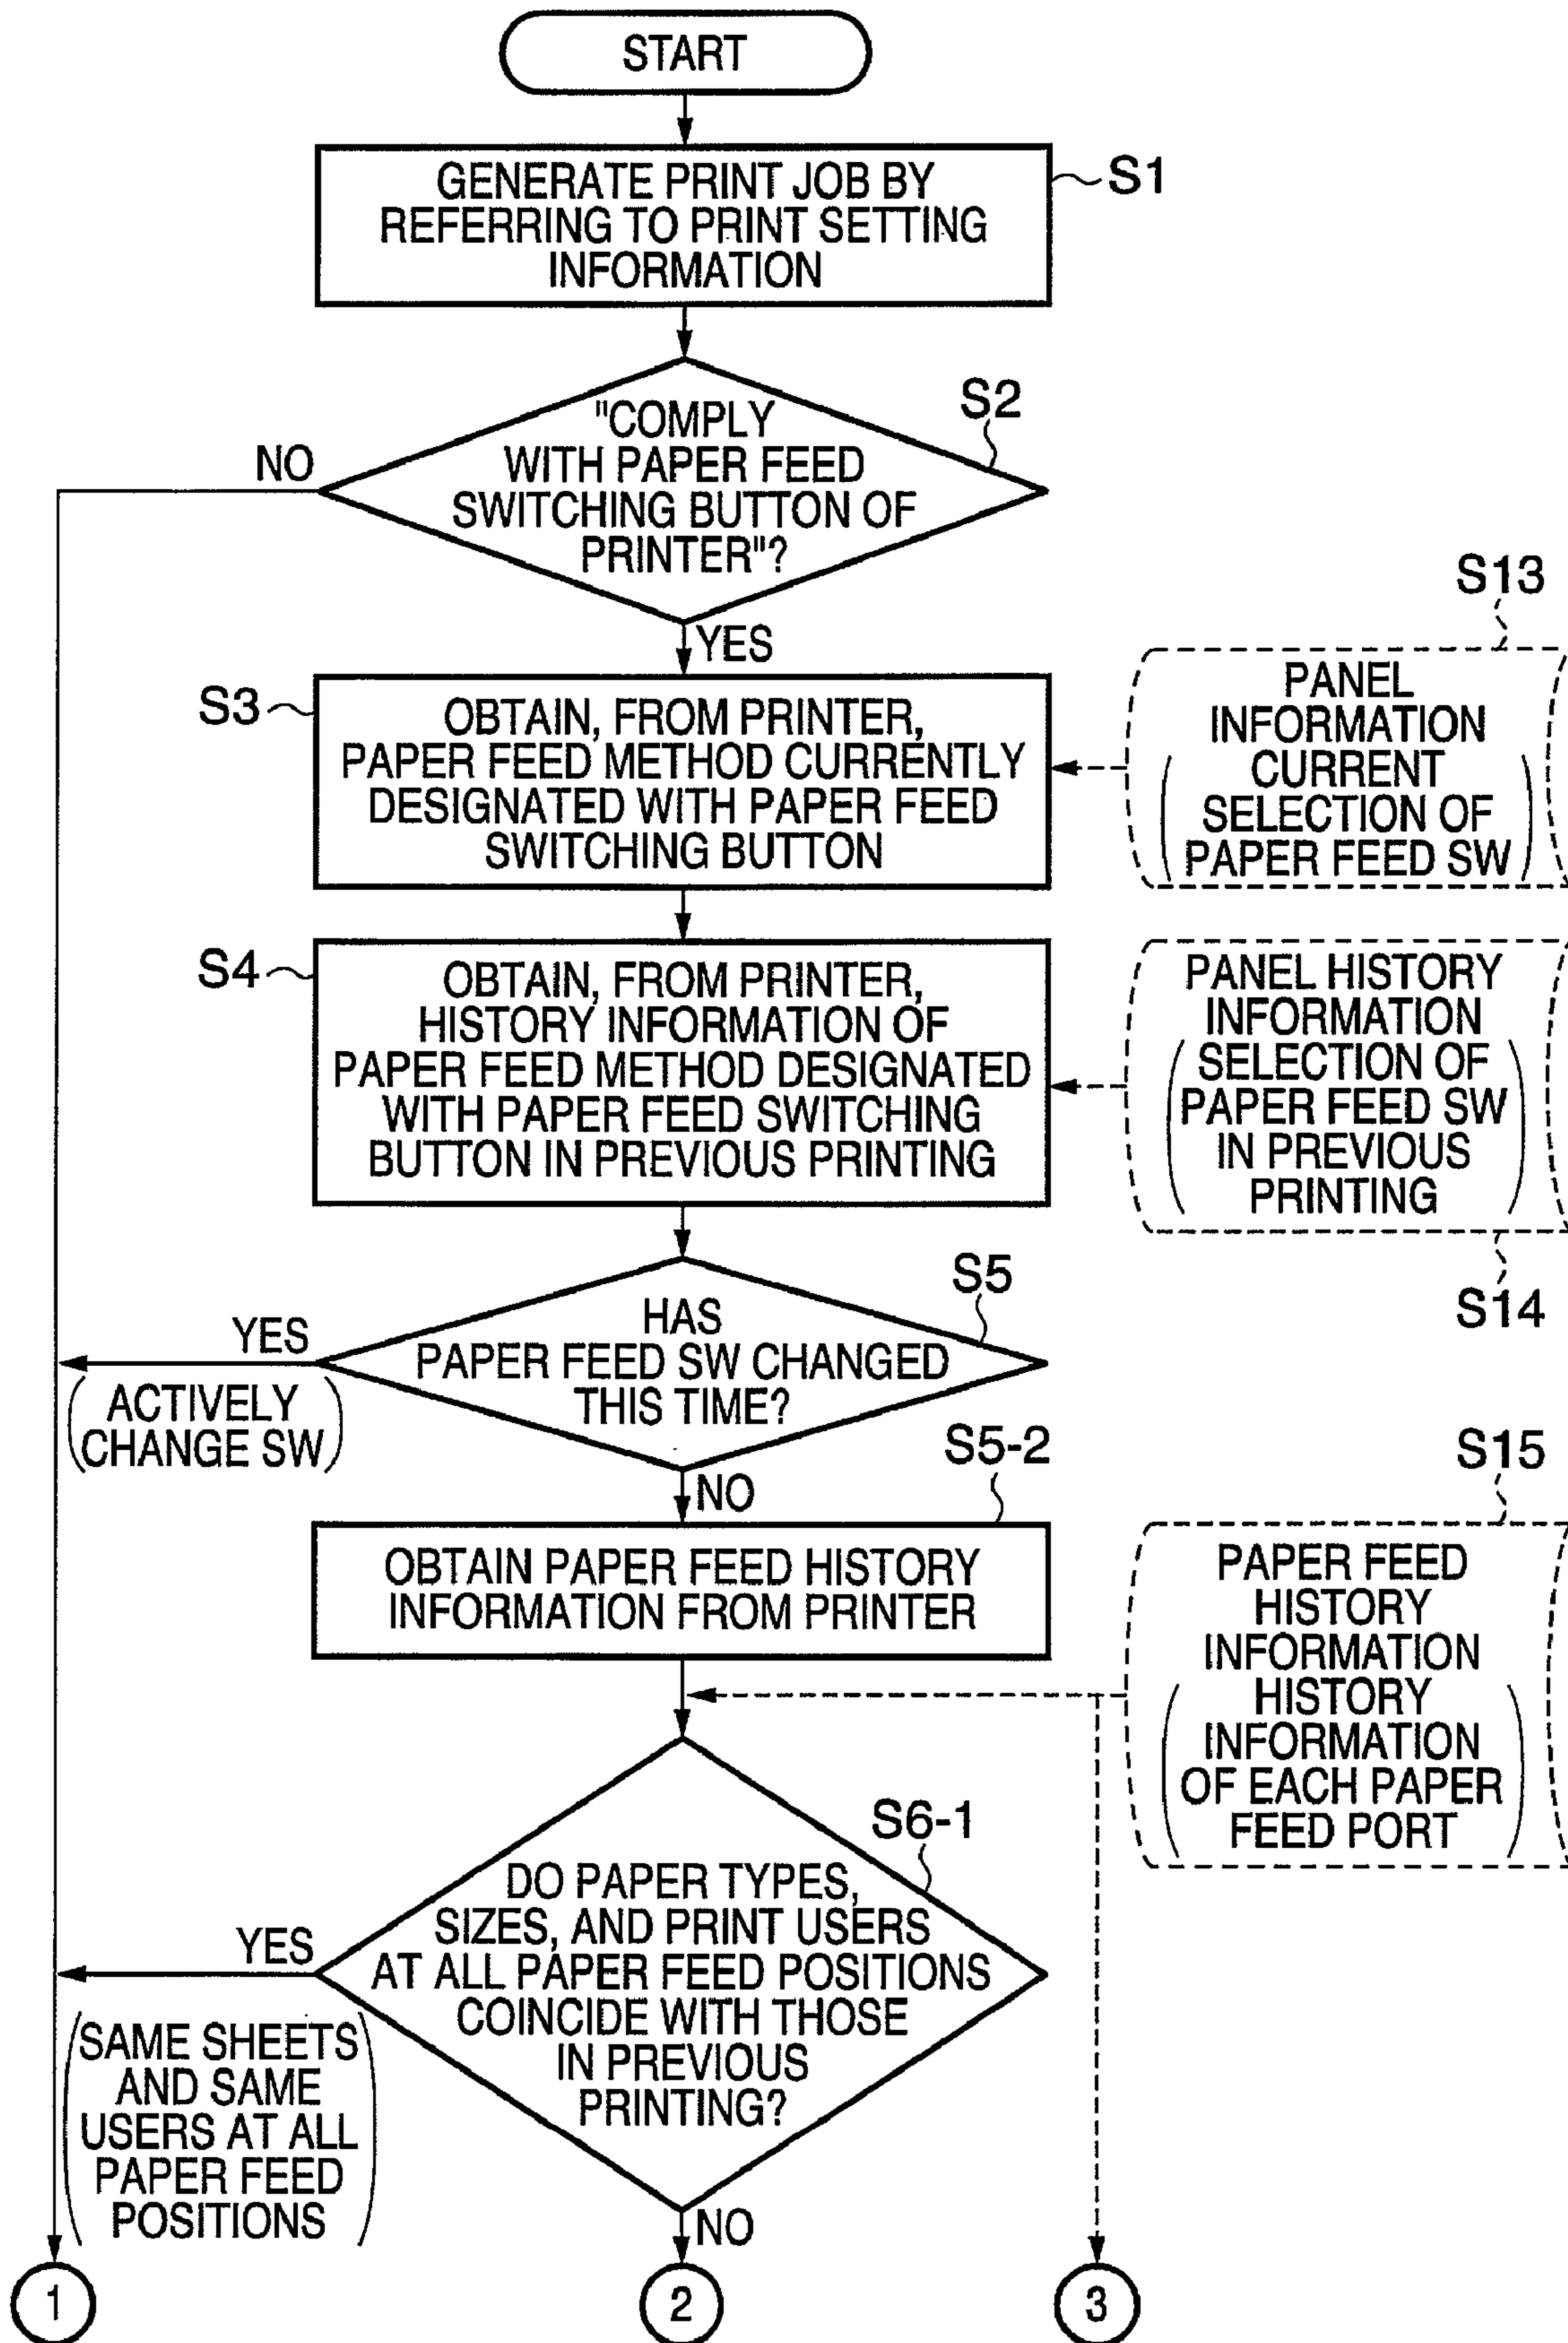 START
GENERATE PRINT JOB BY
REFERRING TO PRINT SETTING
INFORMATION
S1
"COMPLY
WITH PAPER FEED
SWITCHING BUTTON OF
PRINTER"?
S2
NO
YES
S3
OBTAIN, FROM PRINTER,
PAPER FEED METHOD CURRENTLY
DESIGNATED WITH PAPER FEED
SWITCHING BUTTON
S13
PANEL
INFORMATION
(CURRENT
SELECTION OF
PAPER FEED SW)
S4
OBTAIN, FROM PRINTER,
HISTORY INFORMATION OF
PAPER FEED METHOD DESIGNATED
WITH PAPER FEED SWITCHING
BUTTON IN PREVIOUS PRINTING
PANEL HISTORY
INFORMATION
(SELECTION OF
PAPER FEED SW
IN PREVIOUS
PRINTING)
S14
S5
HAS
PAPER FEED SW CHANGED
THIS TIME?
YES
(ACTIVELY
CHANGE SW)
NO
S5-2
OBTAIN PAPER FEED HISTORY
INFORMATION FROM PRINTER
S15
PAPER FEED
HISTORY
INFORMATION
(HISTORY
INFORMATION
OF EACH PAPER
FEED PORT)
S6-1
DO PAPER TYPES,
SIZES, AND PRINT USERS
AT ALL PAPER FEED POSITIONS
COINCIDE WITH THOSE
IN PREVIOUS
PRINTING?
YES
(SAME SHEETS
AND SAME
USERS AT ALL
PAPER FEED
POSITIONS)
NO
1
2
3